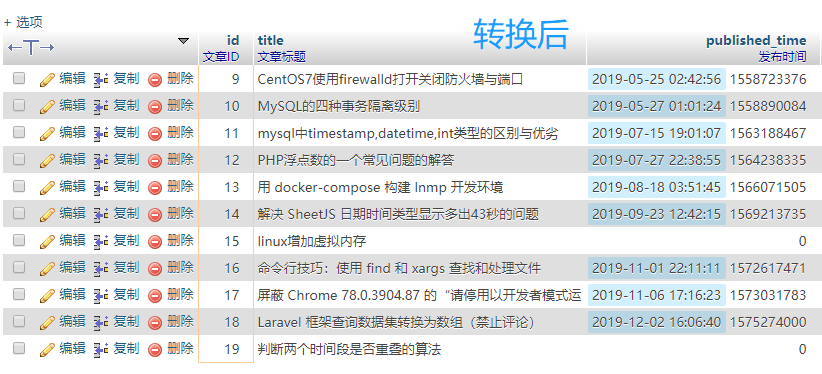 + 选项
转换后
←T→ id title published_time
文章ID 文章标题 发布时间
编辑 复制 删除 9 CentOS7使用firewalld打开关闭防火墙与端口 2019-05-25 02:42:56 1558723376
编辑 复制 删除 10 MySQL的四种事务隔离级别 2019-05-27 01:01:24 1558890084
编辑 复制 删除 11 mysql中timestamp,datetime,int类型的区别与优劣 2019-07-15 19:01:07 1563188467
编辑 复制 删除 12 PHP浮点数的一个常见问题的解答 2019-07-27 22:38:55 1564238335
编辑 复制 删除 13 用 docker-compose 构建 lnmp 开发环境 2019-08-18 03:51:45 1566071505
编辑 复制 删除 14 解决 SheetJS 日期时间类型显示多出43秒的问题 2019-09-23 12:42:15 1569213735
编辑 复制 删除 15 linux增加虚拟内存 0
编辑 复制 删除 16 命令行技巧：使用 find 和 xargs 查找和处理文件 2019-11-01 22:11:11 1572617471
编辑 复制 删除 17 屏蔽 Chrome 78.0.3904.87 的“请停用以开发者模式运 2019-11-06 17:16:23 1573031783
编辑 复制 删除 18 Laravel 框架查询数据集转换为数组（禁止评论） 2019-12-02 16:06:40 1575274000
编辑 复制 删除 19 判断两个时间段是否重叠的算法 0